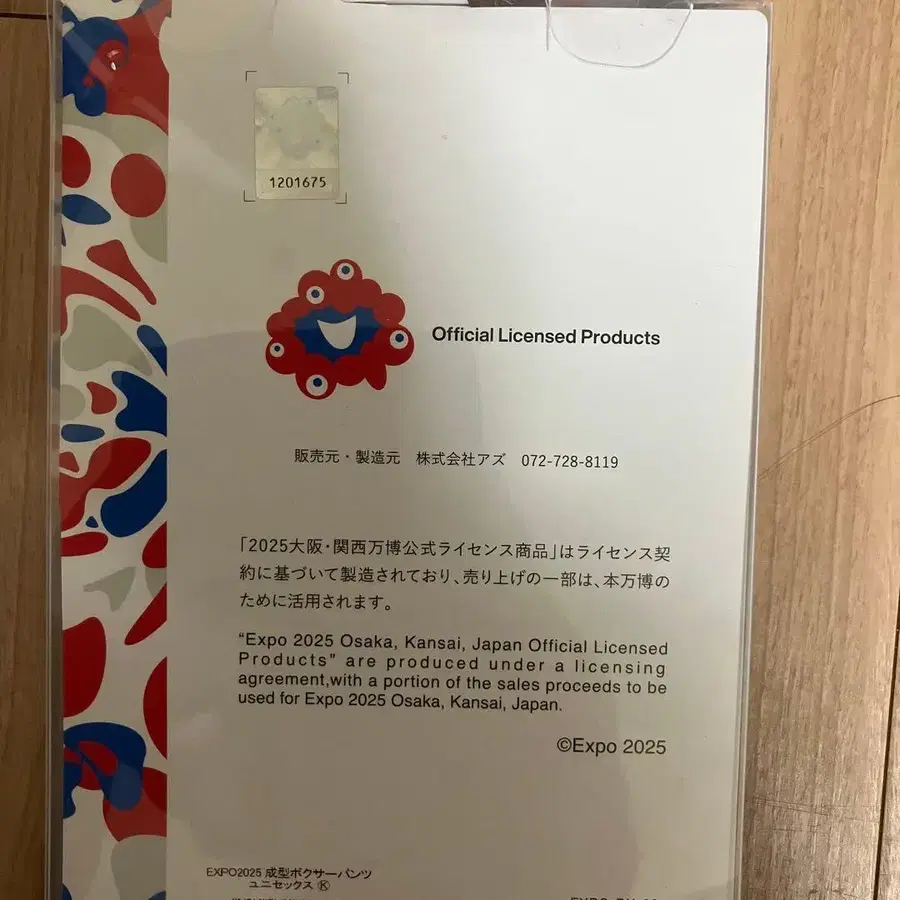 1201675
Official Licensed Products
販売元・製造元　株式会社アズ　072-728-8119
「2025大阪・関西万博公式ライセンス商品」はライセンス契
約に基づいて製造されており、売り上げの一部は、本万博の
ために活用されます。
“Expo 2025 Osaka, Kansai, Japan Official Licensed
Products” are produced under a licensing
agreement,with a portion of the sales proceeds to be
used for Expo 2025 Osaka, Kansai, Japan.
©Expo 2025
EXPO2025 成型ボクサーパンツ
ユニセックス Ⓚ